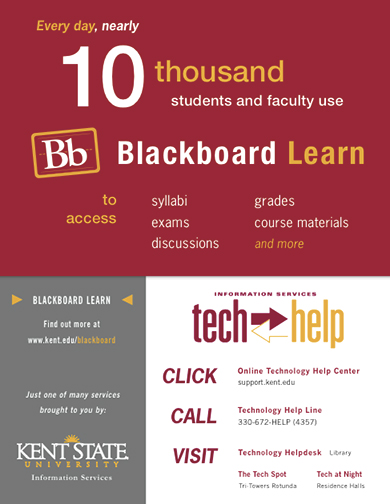 Every day, nearly
10 thousand
students and faculty use
Bb Blackboard Learn
to access
syllabi
exams
discussions
grades
course materials
and more
BLACKBOARD LEARN
Find out more at
www.kent.edu/blackboard
Just one of many services
brought to you by:
KENT STATE
UNIVERSITY
Information Services
INFORMATION SERVICES
tech help
CLICK
Online Technology Help Center
support.kent.edu
CALL
Technology Help Line
330-672-HELP (4357)
VISIT
Technology Helpdesk Library
The Tech Spot
Tri-Towers Rotunda
Tech at Night
Residence Halls